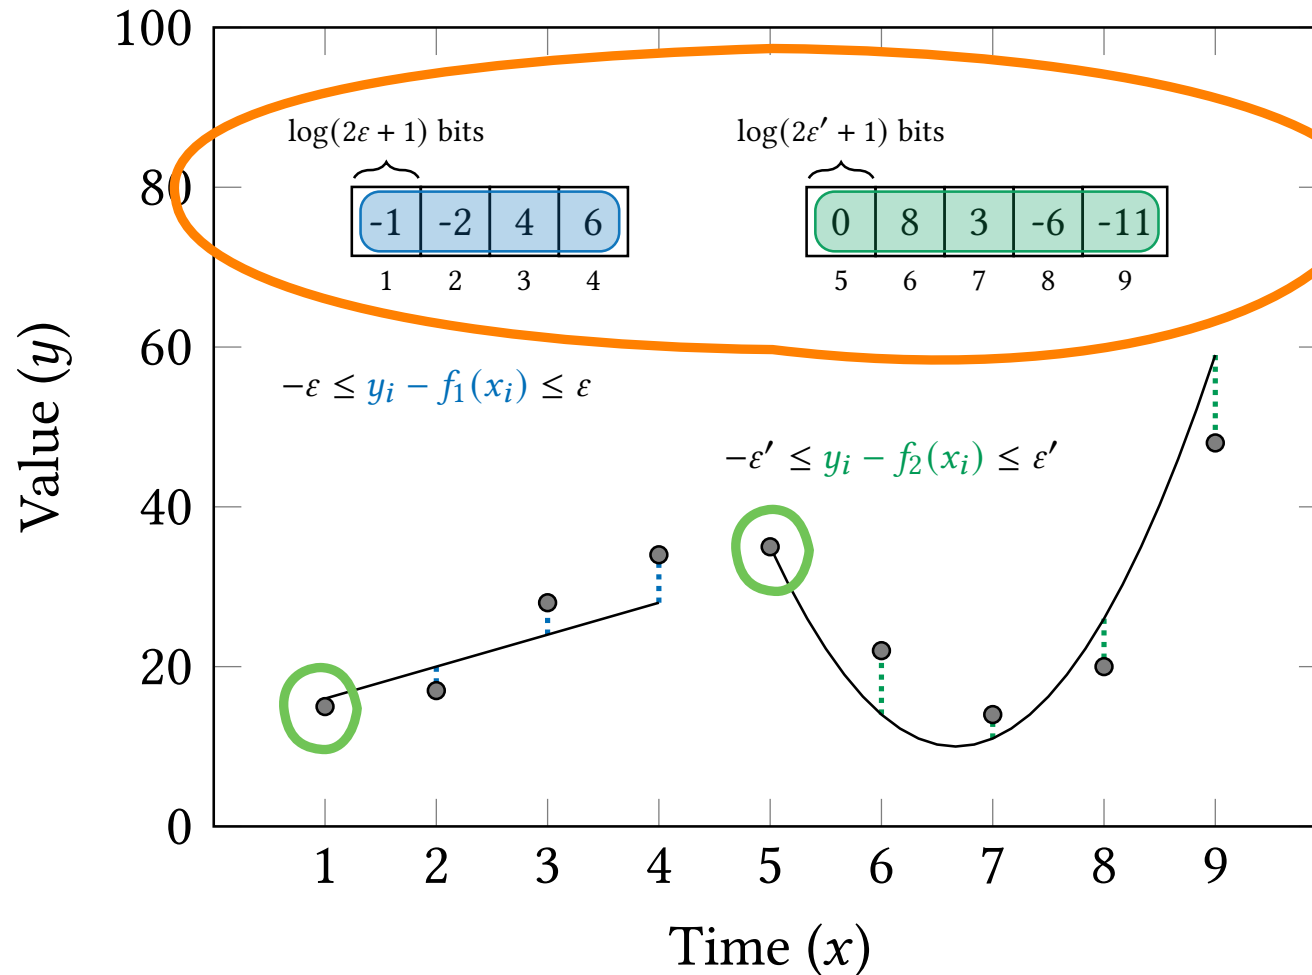 100
log(2ε + 1) bits
log(2ε′ + 1) bits
80
-1 -2 4 6
0 8 3 -6 -11
1 2 3 4
5 6 7 8 9
60
−ε ≤ yᵢ − f₁(xᵢ) ≤ ε
−ε′ ≤ yᵢ − f₂(xᵢ) ≤ ε′
Value (y)
40
20
0
1 2 3 4 5 6 7 8 9
Time (x)